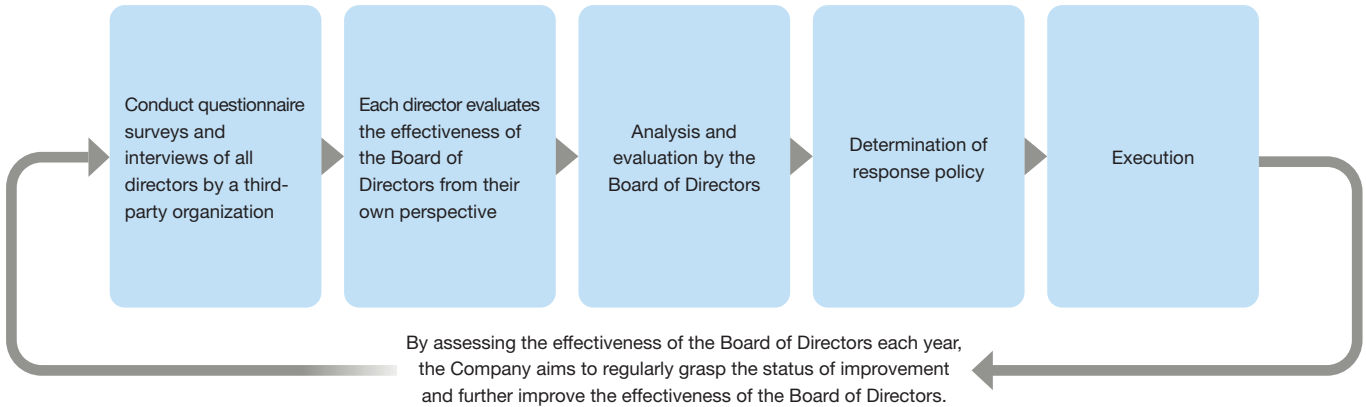 Conduct questionnaire
surveys and
interviews of all
directors by a third-
party organization
Each director evaluates
the effectiveness of
the Board of
Directors from their
own perspective
Analysis and
evaluation by the
Board of Directors
Determination of
response policy
Execution
By assessing the effectiveness of the Board of Directors each year,
the Company aims to regularly grasp the status of improvement
and further improve the effectiveness of the Board of Directors.